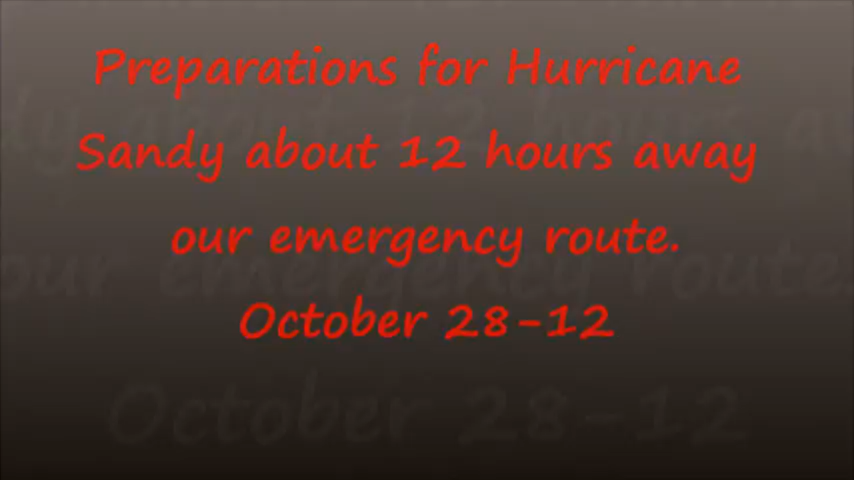 Preparations for Hurricane
Sandy about 12 hours away
our emergency route.
October 28-12